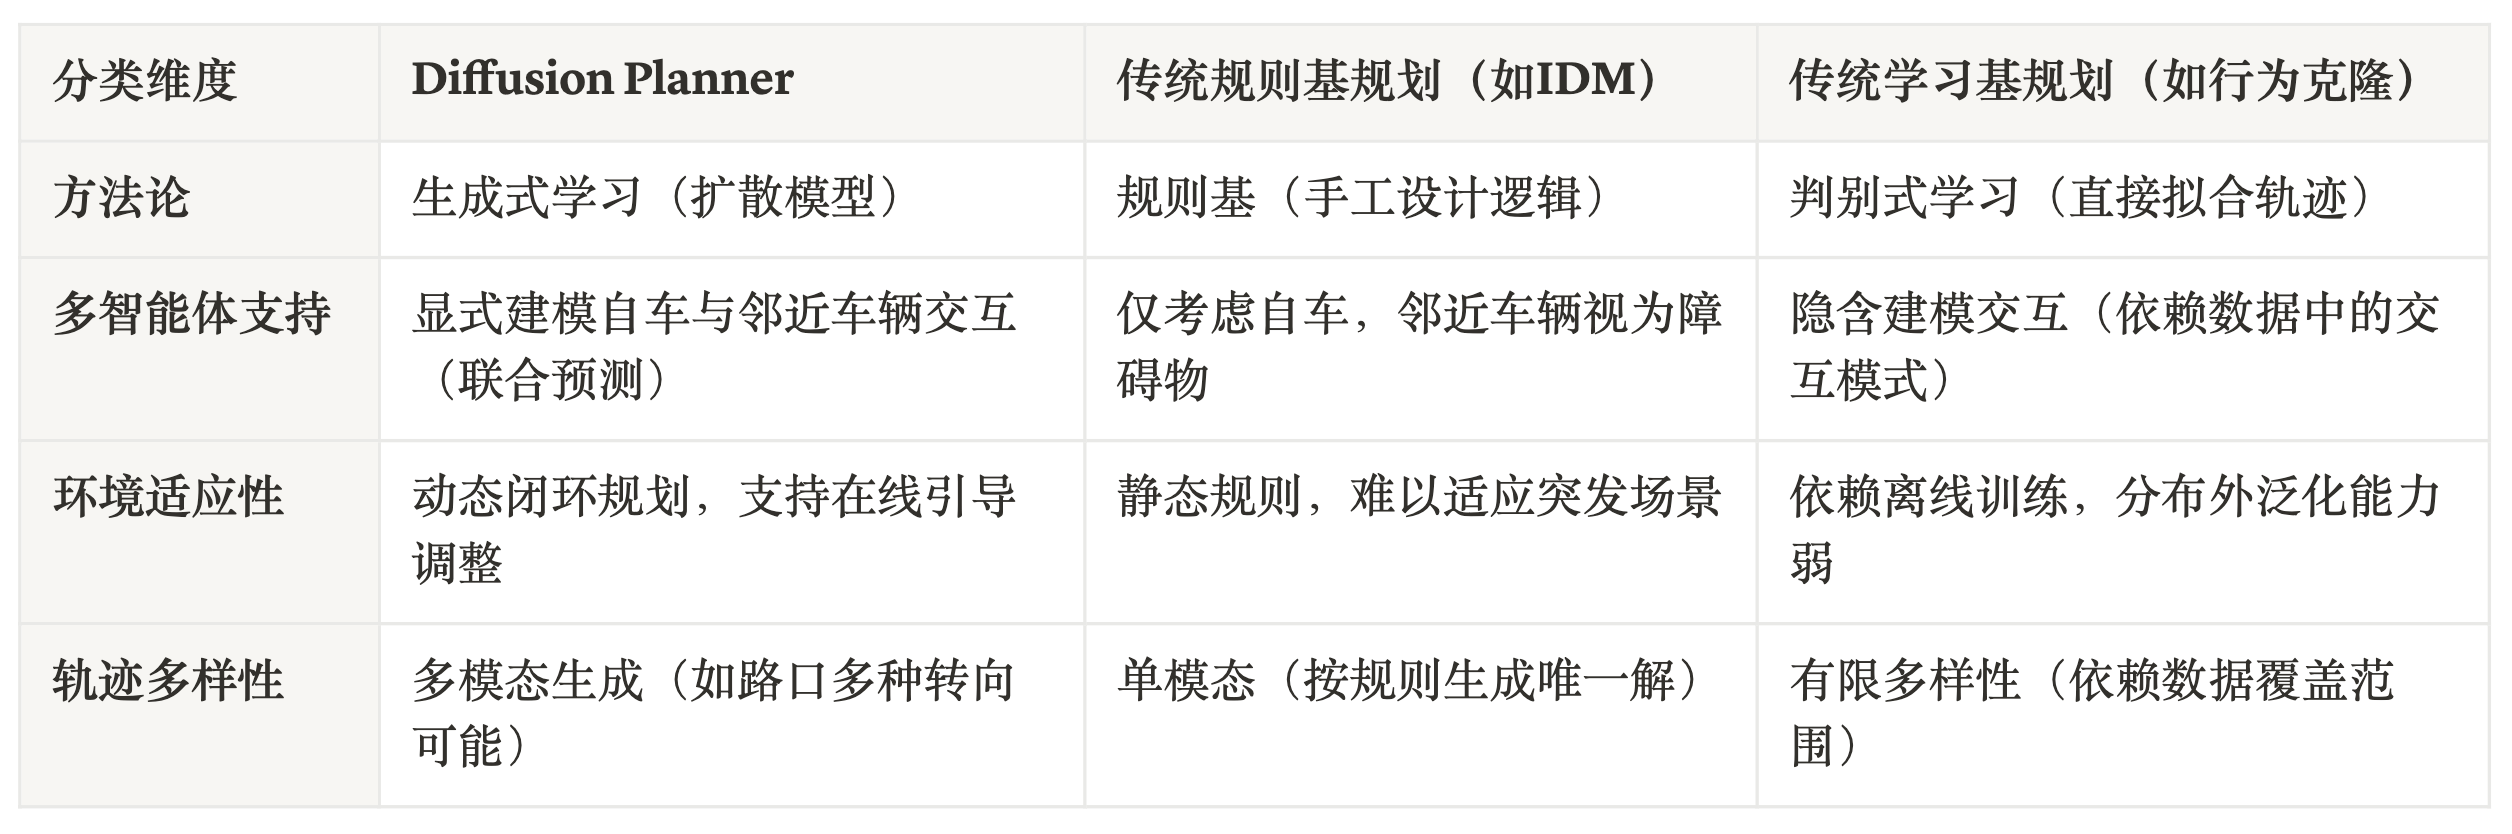 分类维度
Diffusion Planner
传统规则基规划（如IDM）
传统学习基规划（模仿为基础）
方法论
生成式学习（扩散模型）
规则基（手工设计逻辑）
判别式学习（直接拟合轨迹）
多智能体支持
显式建模自车与邻车轨迹交互
（联合预测）
仅考虑自车，邻近车辆视为障
碍物
隐含建模交互（依赖数据中的交
互模式）
环境适应性
动态适应规划，支持在线引导
调整
静态规则，难以适应突发场景
依赖离线训练，分布外泛化能力
弱
轨迹多样性
多模态生成（如路口多种转向
可能）
单模态（规则生成唯一解）
有限多样性（依赖数据覆盖范
围）